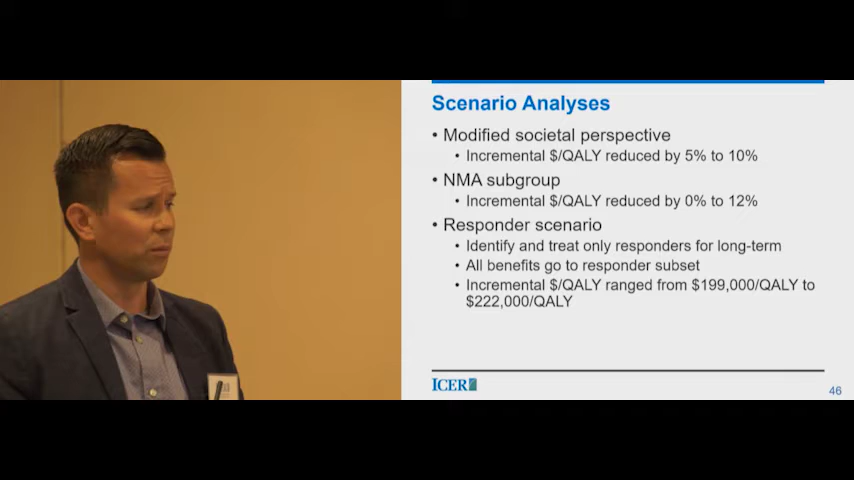 Scenario Analyses
• Modified societal perspective
• Incremental $/QALY reduced by 5% to 10%
• NMA subgroup
• Incremental $/QALY reduced by 0% to 12%
• Responder scenario
• Identify and treat only responders for long-term
• All benefits go to responder subset
• Incremental $/QALY ranged from $199,000/QALY to
$222,000/QALY
ICER
46